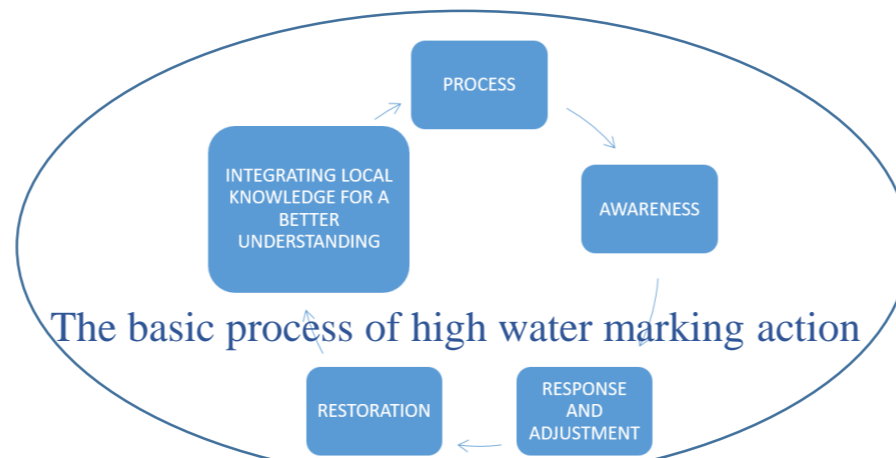 PROCESS
AWARENESS
INTEGRATING LOCAL
KNOWLEDGE FOR A
BETTER
UNDERSTANDING
The basic process of high water marking action
RESTORATION
RESPONSE
AND
ADJUSTMENT